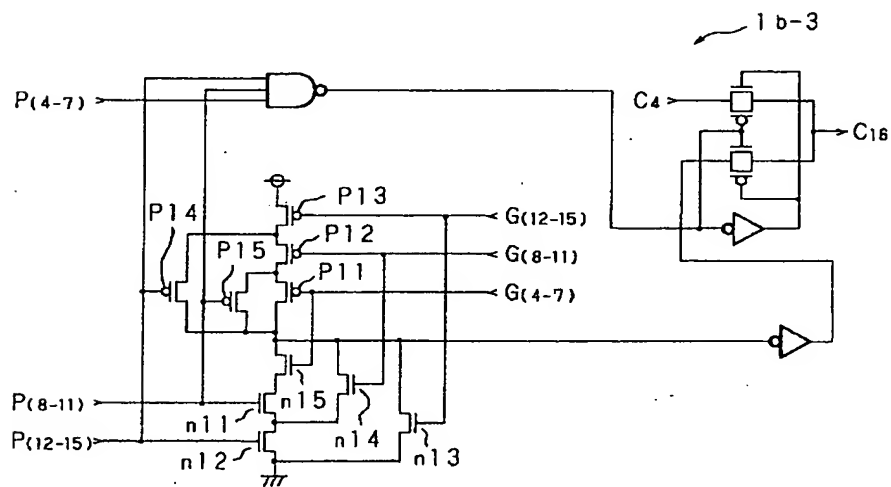 1b-3
P(4-7)
C4
C16
P13
G(12-15)
P14
P12
G(8-11)
P15
P11
G(4-7)
P(8-11)
n15
n11
n14
P(12-15)
n12
n13